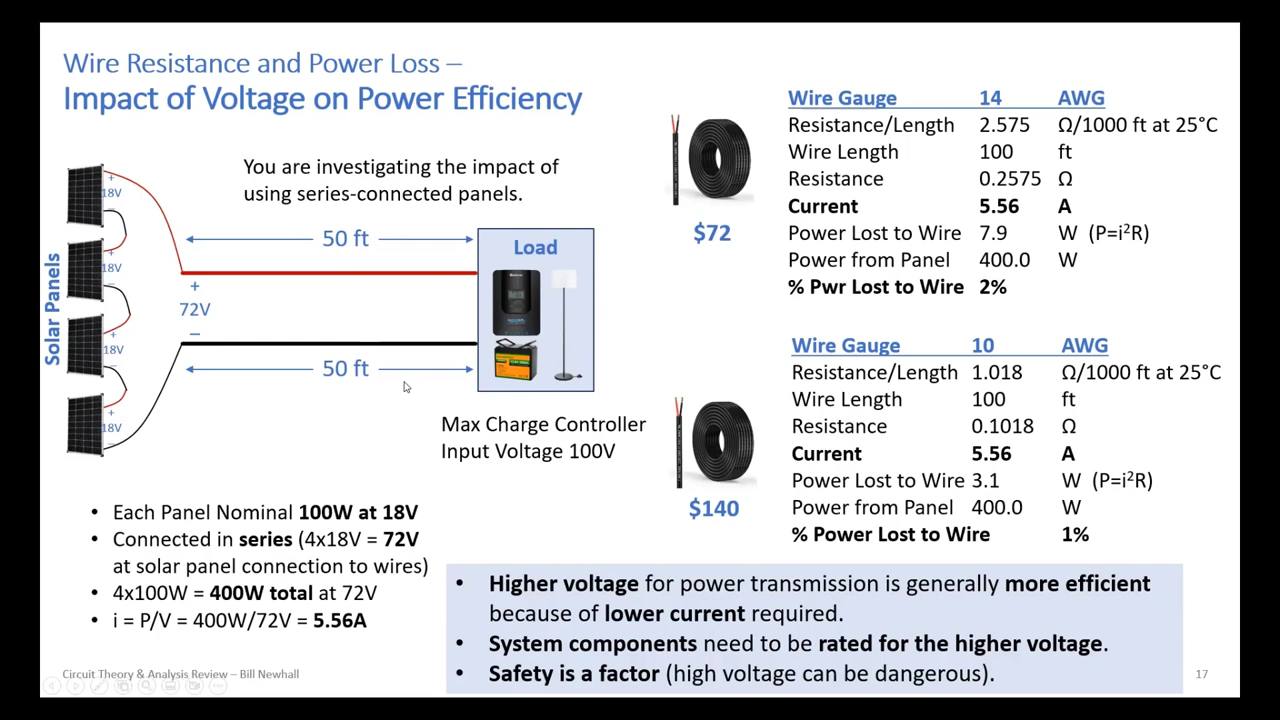 Wire Resistance and Power Loss –
Impact of Voltage on Power Efficiency
You are investigating the impact of
using series-connected panels.
Solar Panels
+
18V
–
+
18V
–
+
18V
–
+
18V
–
50 ft
+
72V
–
50 ft
Load
Max Charge Controller
Input Voltage 100V
• Each Panel Nominal 100W at 18V
• Connected in series (4x18V = 72V
at solar panel connection to wires)
• 4x100W = 400W total at 72V
• i = P/V = 400W/72V = 5.56A
$72
Wire Gauge 14 AWG
Resistance/Length 2.575 Ω/1000 ft at 25°C
Wire Length 100 ft
Resistance 0.2575 Ω
Current 5.56 A
Power Lost to Wire 7.9 W (P=i²R)
Power from Panel 400.0 W
% Pwr Lost to Wire 2%
$140
Wire Gauge 10 AWG
Resistance/Length 1.018 Ω/1000 ft at 25°C
Wire Length 100 ft
Resistance 0.1018 Ω
Current 5.56 A
Power Lost to Wire 3.1 W (P=i²R)
Power from Panel 400.0 W
% Power Lost to Wire 1%
• Higher voltage for power transmission is generally more efficient
because of lower current required.
• System components need to be rated for the higher voltage.
• Safety is a factor (high voltage can be dangerous).
Circuit Theory & Analysis Review – Bill Newhall
17